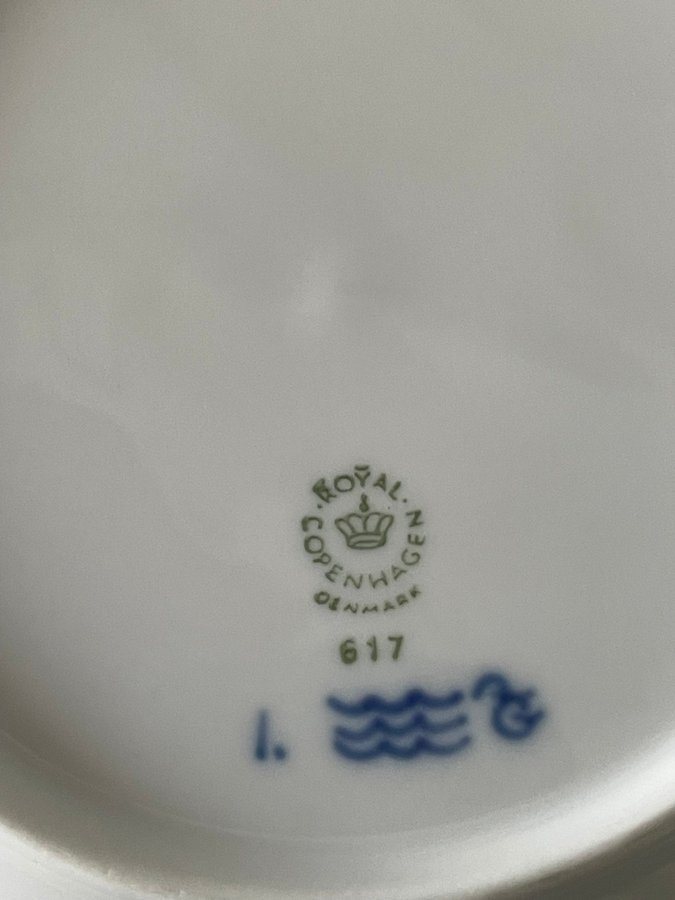 ROYAL
COPENHAGEN
DENMARK
617
1.